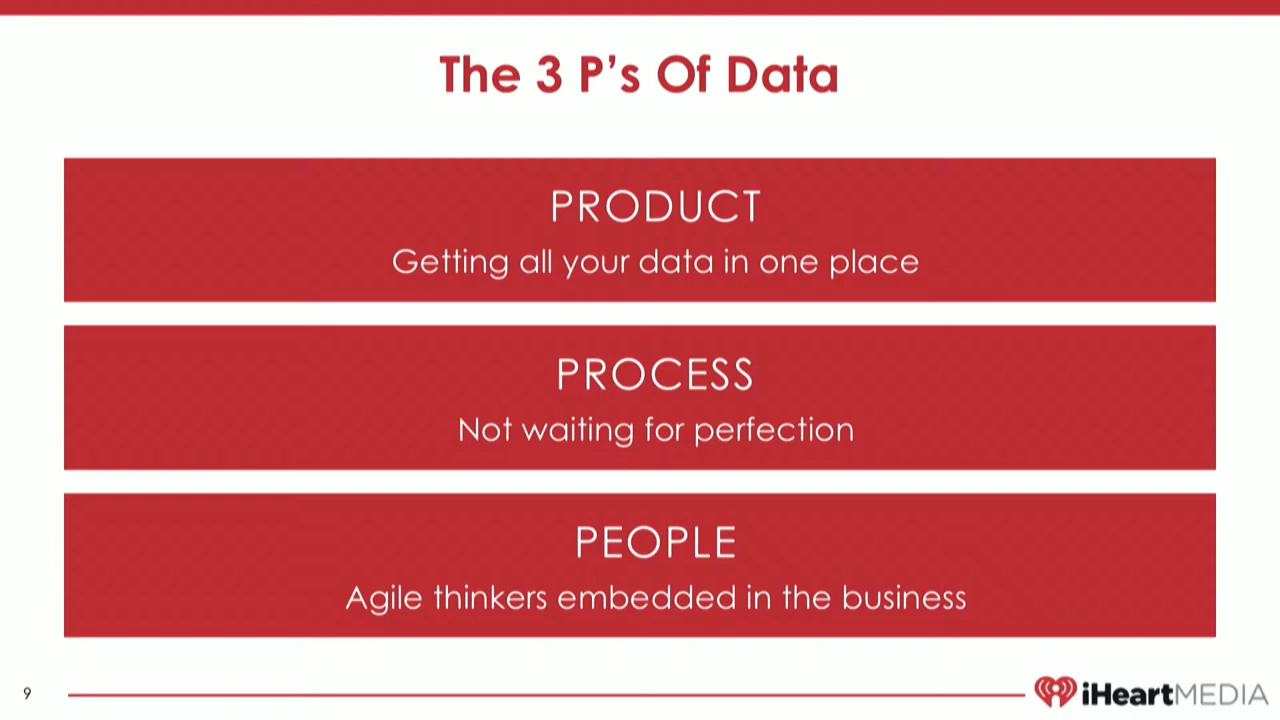 The 3 P’s Of Data
PRODUCT
Getting all your data in one place
PROCESS
Not waiting for perfection
PEOPLE
Agile thinkers embedded in the business
9
iHeartMEDIA